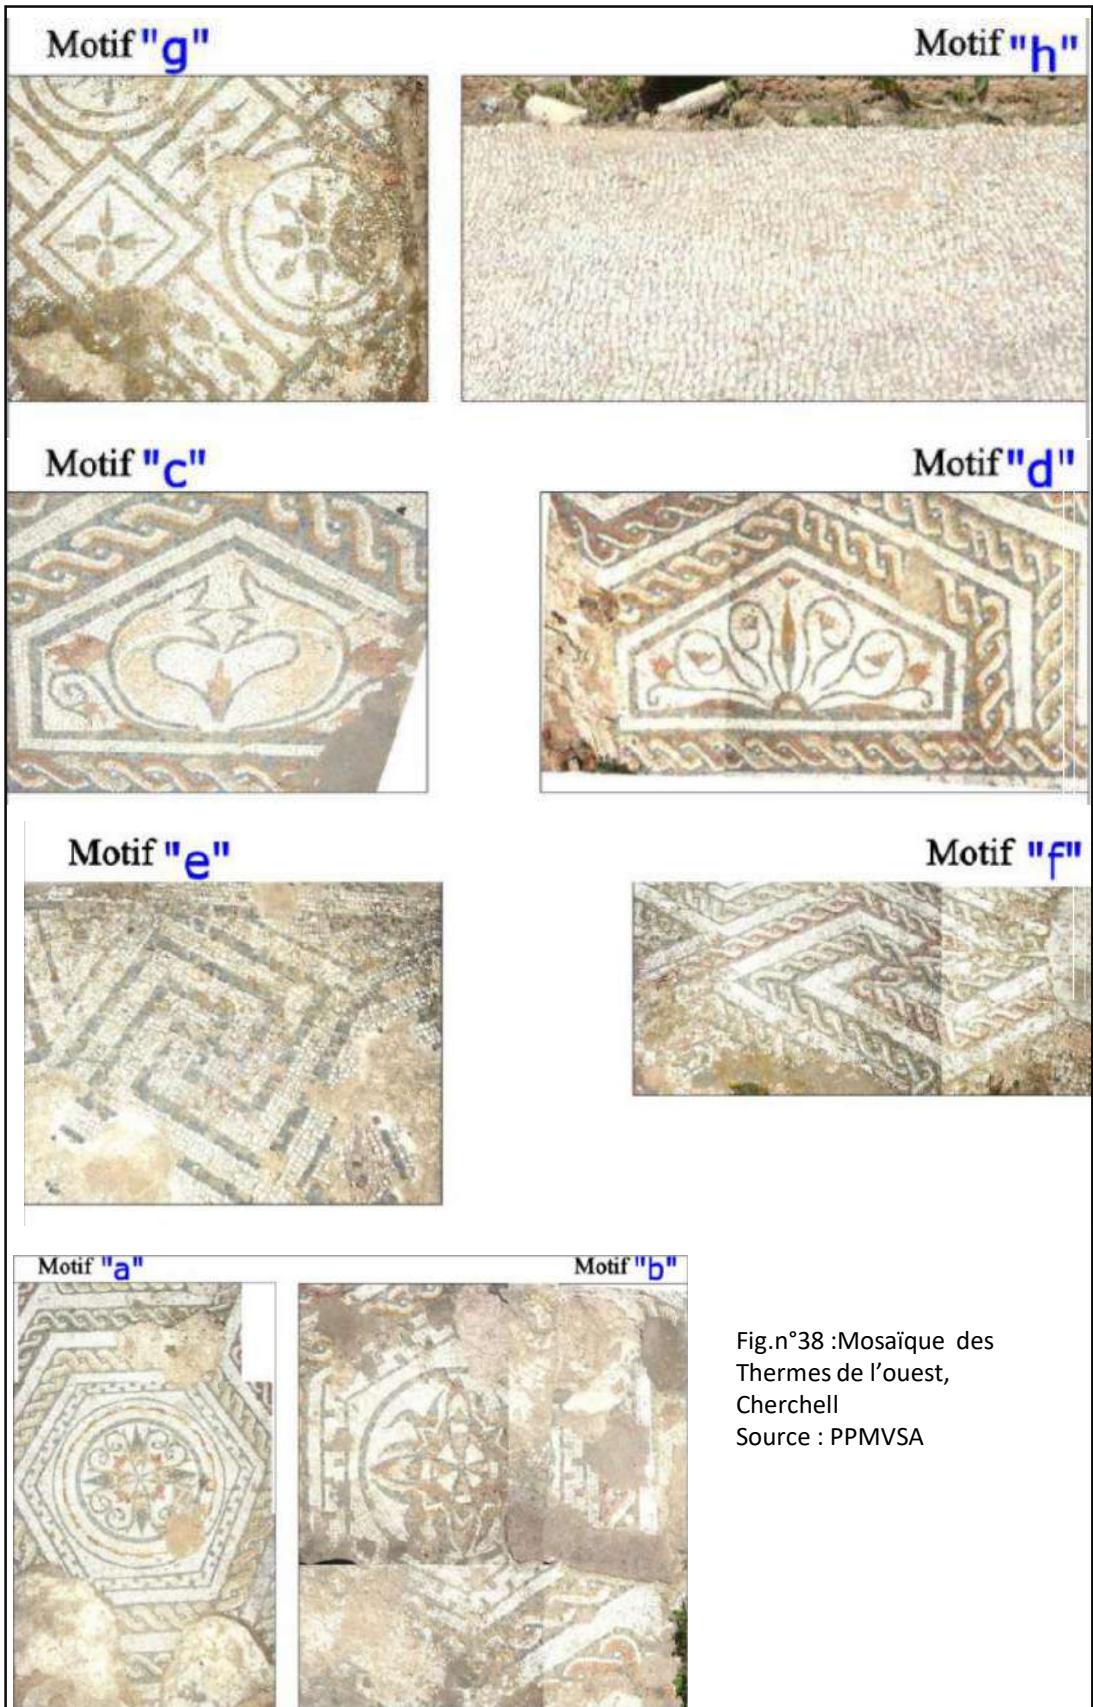 Motif "g"
Motif "h"
Motif "c"
Motif "d"
Motif "e"
Motif "f"
Motif "a"
Motif "b"
Fig.n°38 :Mosaïque des
Thermes de l’ouest,
Cherchell
Source : PPMVSA